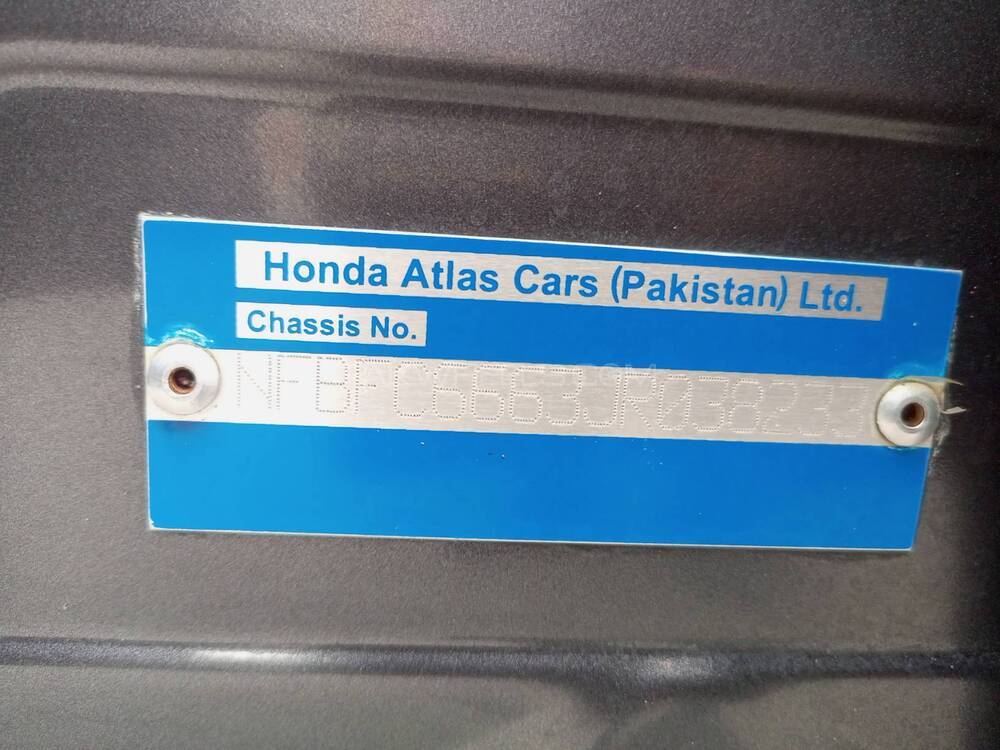 Honda Atlas Cars (Pakistan) Ltd.
Chassis No.
NFBFC6663JR038233